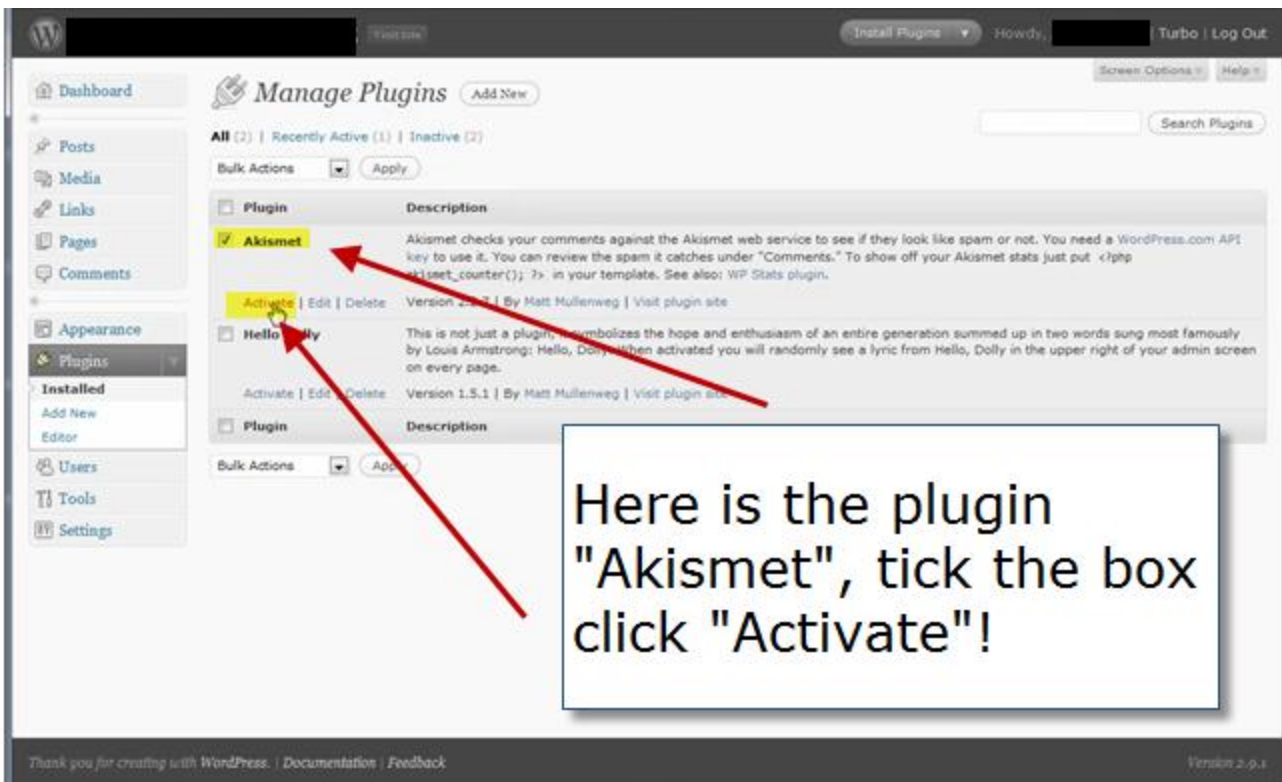 Visit Site
Install Plugins Howdy, | Turbo | Log Out
Screen Options Help
Dashboard
Manage Plugins Add New
Search Plugins
All (2) | Recently Active (1) | Inactive (2)
Posts
Bulk Actions Apply
Media
Links
Plugin Description
Pages
Akismet Akismet checks your comments against the Akismet web service to see if they look like spam or not. You need a WordPress.com API
key to use it. You can review the spam it catches under "Comments." To show off your Akismet stats just put <?php
akismet_counter(); ?> in your template. See also: WP Stats plugin.
Comments
Activate | Edit | Delete Version | By Matt Mullenweg | Visit plugin site
Appearance
Hello Dolly This is not just a plugin, it symbolizes the hope and enthusiasm of an entire generation summed up in two words sung most famously
by Louis Armstrong: Hello, Dolly. When activated you will randomly see a lyric from Hello, Dolly in the upper right of your admin screen
on every page.
Plugins
Installed
Activate | Edit | Delete Version 1.5.1 | By Matt Mullenweg | Visit plugin site
Add New
Editor
Plugin Description
Users
Bulk Actions Apply
Tools
Settings
Here is the plugin
"Akismet", tick the box
click "Activate"!
Thank you for creating with WordPress. | Documentation | Feedback Version 2.9.1